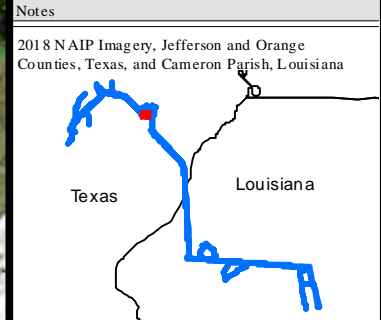 Notes
2018 NAIP Imagery, Jefferson and Orange
Counties, Texas, and Cameron Parish, Louisiana
Texas
Louisiana